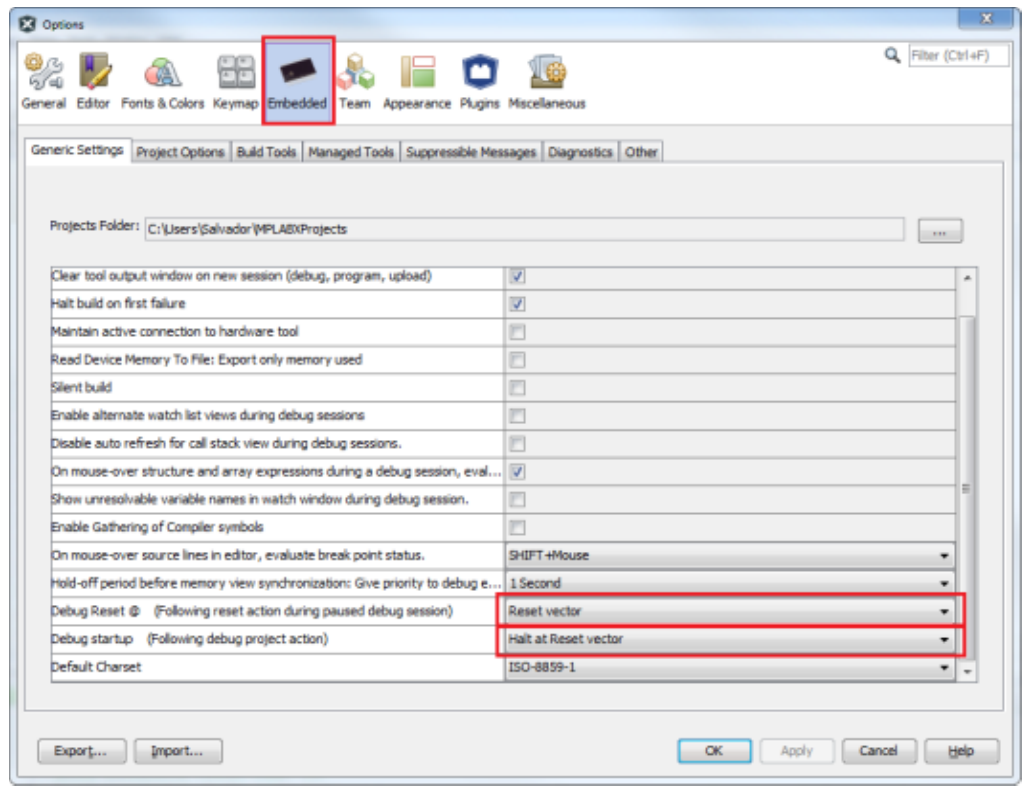 Options
Filter (Ctrl+F)
General Editor Fonts & Colors Keymap Embedded Team Appearance Plugins Miscellaneous
Generic Settings Project Options Build Tools Managed Tools Suppressible Messages Diagnostics Other
Projects Folder: C:\Users\Salvador\MPLABXProjects ...
Clear tool output window on new session (debug, program, upload)
Halt build on first failure
Maintain active connection to hardware tool
Read Device Memory To File: Export only memory used
Silent build
Enable alternate watch list views during debug sessions
Disable auto refresh for call stack view during debug sessions.
On mouse-over structure and array expressions during a debug session, eval...
Show unresolvable variable names in watch window during debug session.
Enable Gathering of Compiler symbols
On mouse-over source lines in editor, evaluate break point status. SHIFT+Mouse
Hold-off period before memory view synchronization: Give priority to debug e... 1 Second
Debug Reset @ (Following reset action during paused debug session) Reset vector
Debug startup (Following debug project action) Halt at Reset vector
Default Charset ISO-8859-1
Export... Import... OK Apply Cancel Help